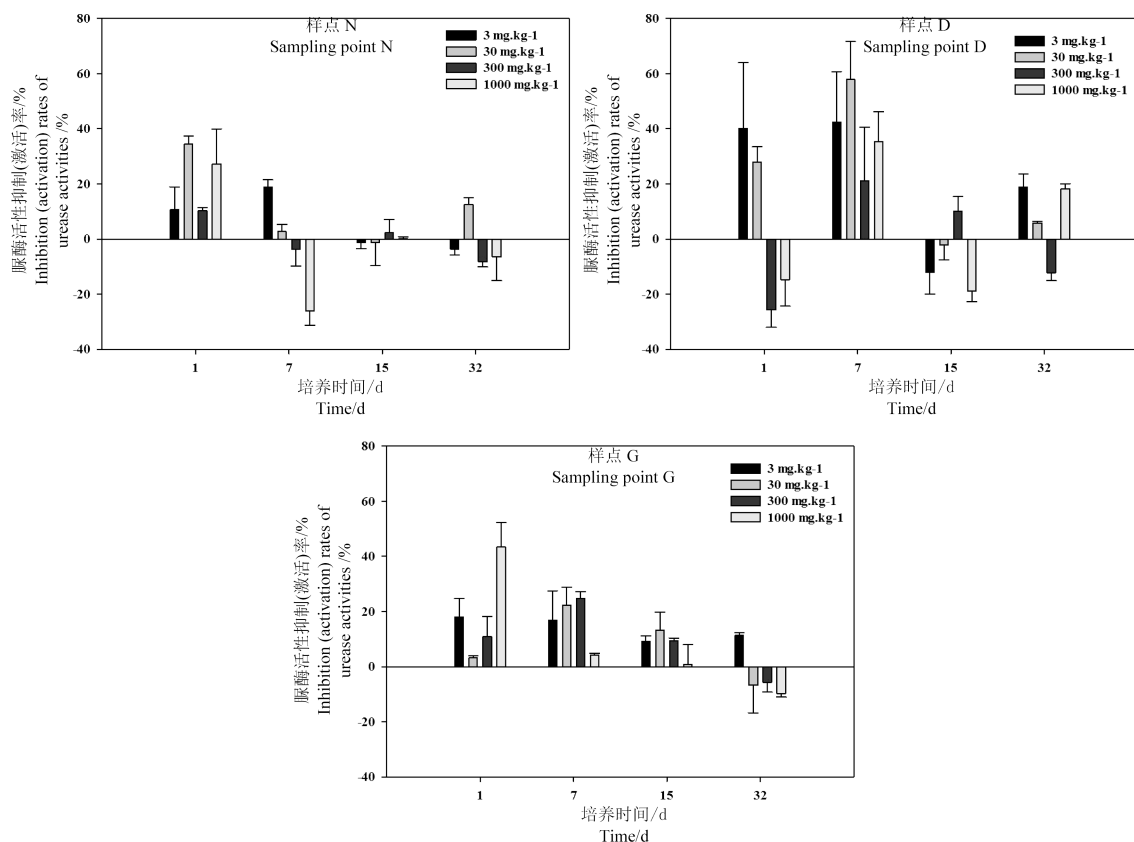 样点 N
Sampling point N
3 mg.kg-1
30 mg.kg-1
300 mg.kg-1
1000 mg.kg-1
脲酶活性抑制(激活)率/%
Inhibition (activation) rates of
urease activities /%
80
60
40
20
0
-20
-40
1 7 15 32
培养时间/d
Time/d
样点 D
Sampling point D
3 mg.kg-1
30 mg.kg-1
300 mg.kg-1
1000 mg.kg-1
脲酶活性抑制(激活)率/%
Inhibition (activation) rates of
urease activities /%
80
60
40
20
0
-20
-40
1 7 15 32
培养时间/d
Time/d
样点 G
Sampling point G
3 mg.kg-1
30 mg.kg-1
300 mg.kg-1
1000 mg.kg-1
脲酶活性抑制(激活)率/%
Inhibition (activation) rates of
urease activities /%
80
60
40
20
0
-20
-40
1 7 15 32
培养时间/d
Time/d